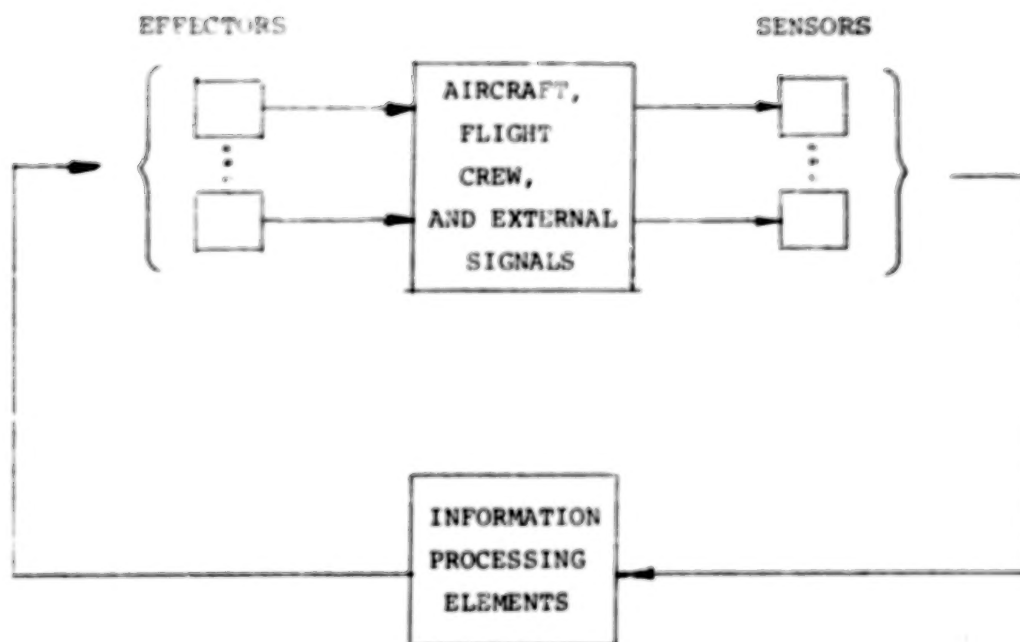 EFFECTORS
SENSORS
AIRCRAFT,
FLIGHT
CREW,
AND EXTERNAL
SIGNALS
INFORMATION
PROCESSING
ELEMENTS